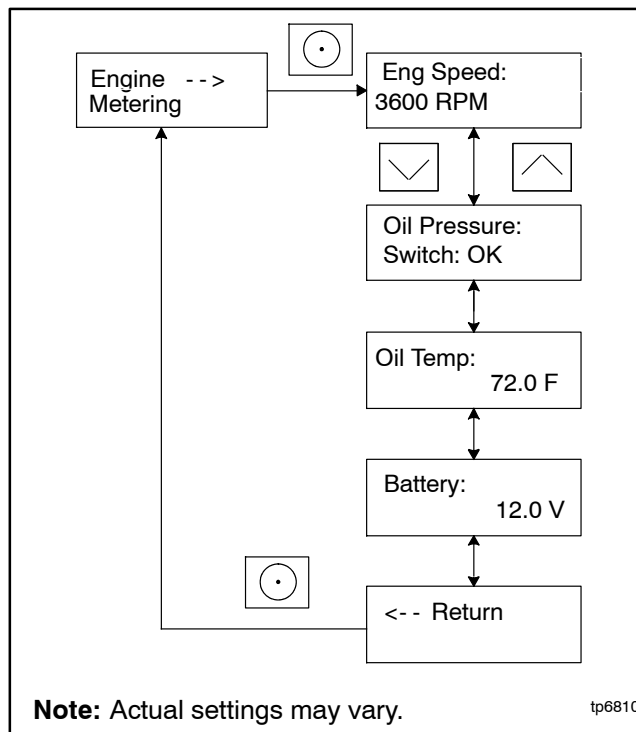 Engine -->
Metering
Eng Speed:
3600 RPM
Oil Pressure:
Switch: OK
Oil Temp:
72.0 F
Battery:
12.0 V
<-- Return
Note: Actual settings may vary.
tp6810